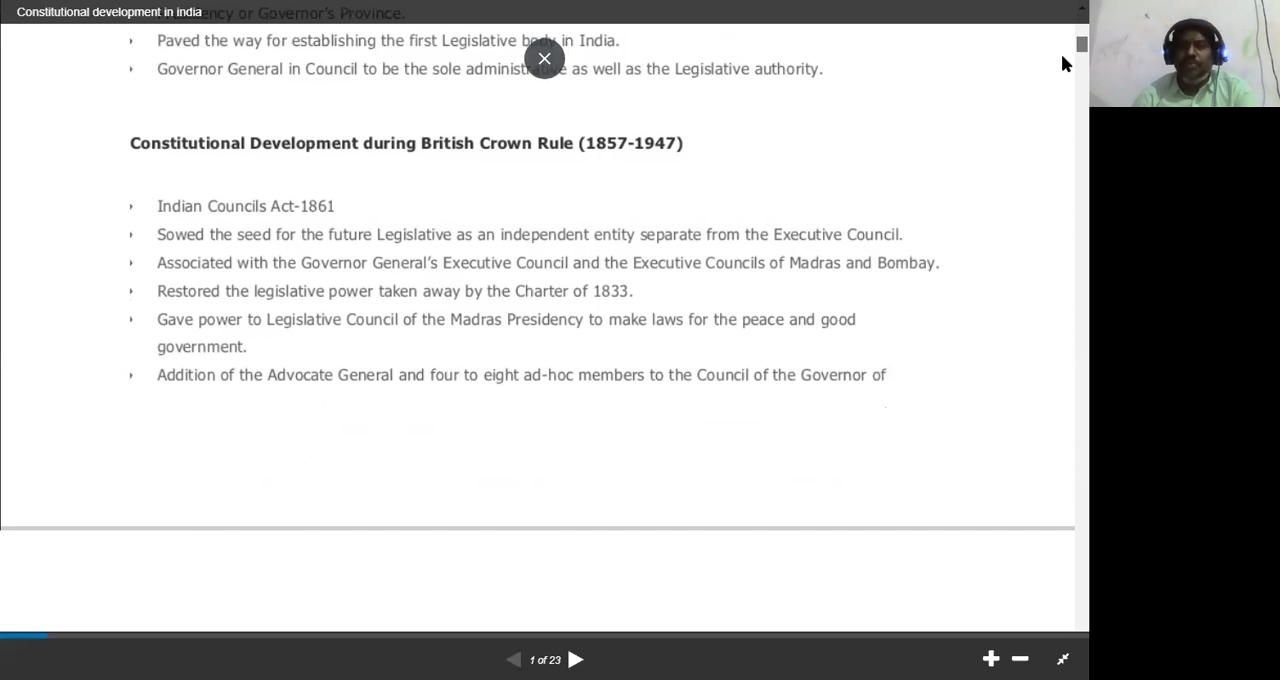 Constitutional development in india
or Governor's Province.
Paved the way for establishing the first Legislative body in India.
Governor General in Council to be the sole administrative as well as the Legislative authority.
Constitutional Development during British Crown Rule (1857-1947)
Indian Councils Act-1861
Sowed the seed for the future Legislative as an independent entity separate from the Executive Council.
Associated with the Governor General's Executive Council and the Executive Councils of Madras and Bombay.
Restored the legislative power taken away by the Charter of 1833.
Gave power to Legislative Council of the Madras Presidency to make laws for the peace and good
government.
Addition of the Advocate General and four to eight ad-hoc members to the Council of the Governor of
1 of 23